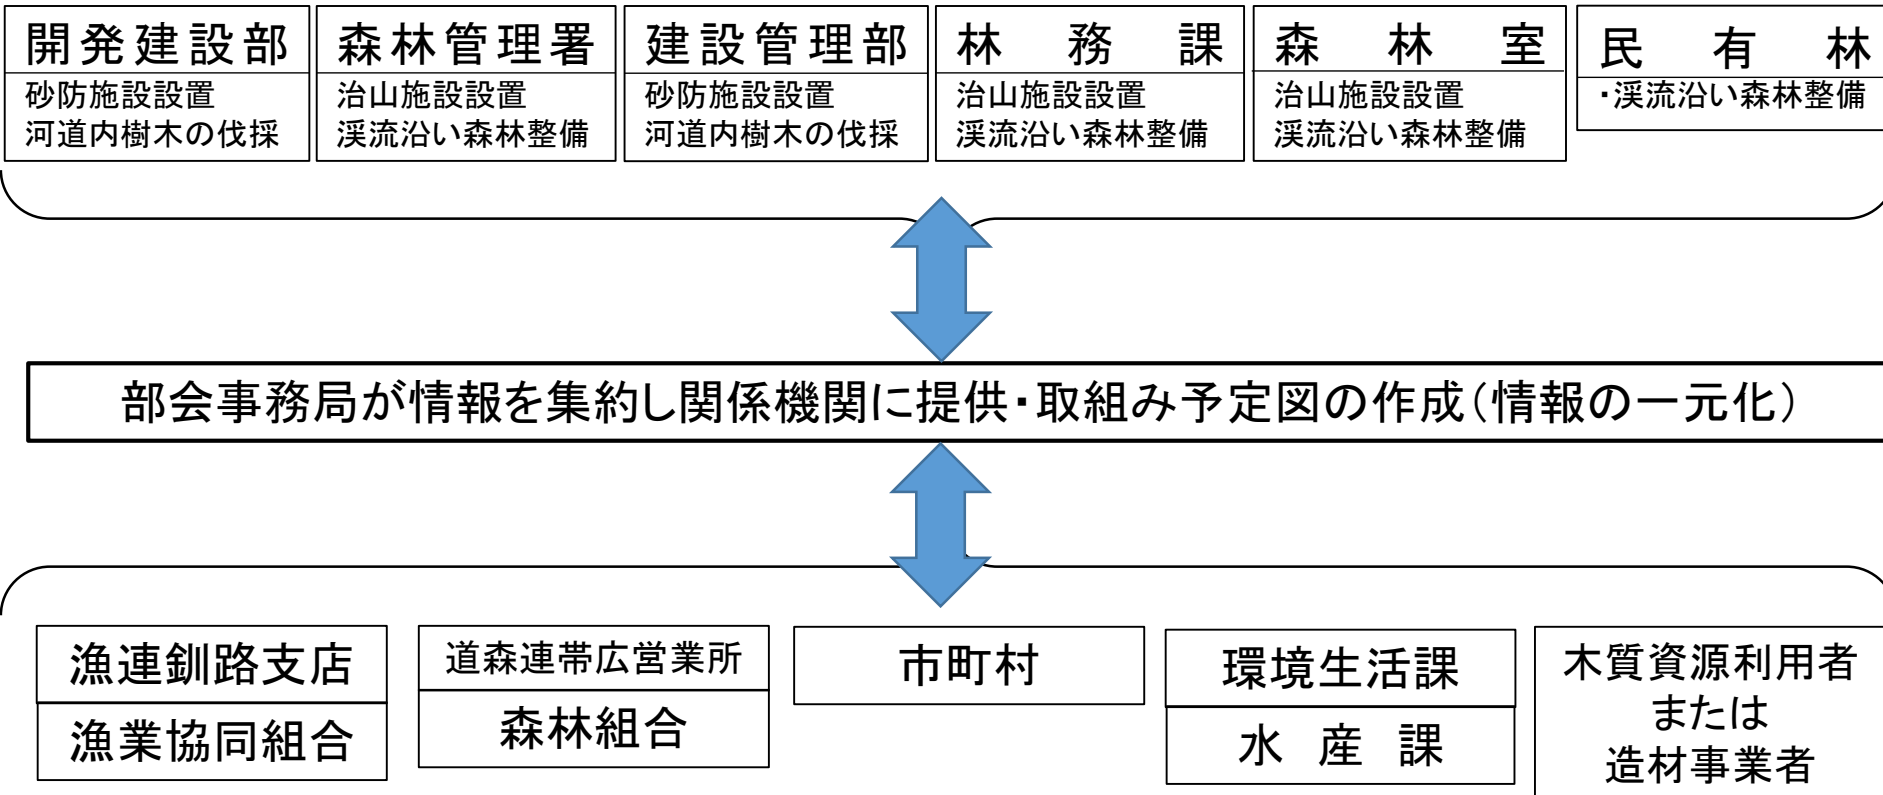 開発建設部
砂防施設設置
河道内樹木の伐採
森林管理署
治山施設設置
渓流沿い森林整備
建設管理部
砂防施設設置
河道内樹木の伐採
林務課
治山施設設置
渓流沿い森林整備
森林室
治山施設設置
渓流沿い森林整備
民有林
・渓流沿い森林整備
部会事務局が情報を集約し関係機関に提供・取組み予定図の作成（情報の一元化）
漁連釧路支店
漁業協同組合
道森連帯広営業所
森林組合
市町村
環境生活課
水産課
木質資源利用者
または
造材事業者